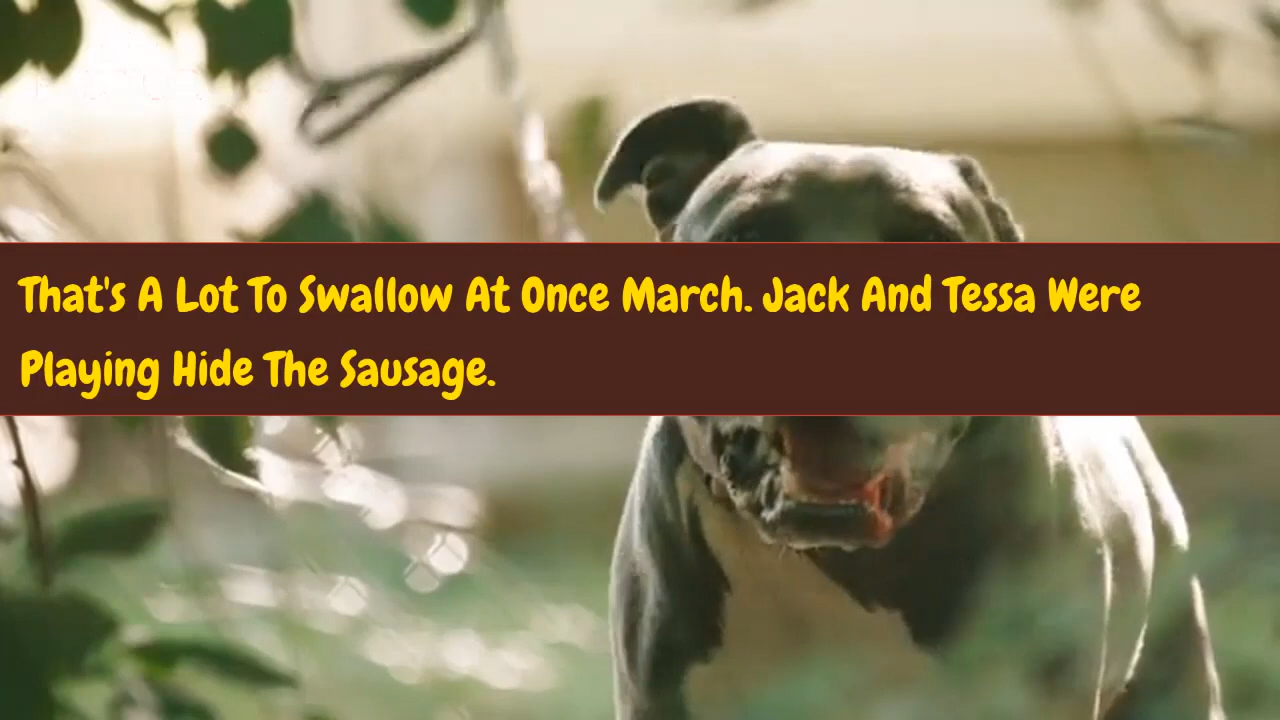 That's A Lot To Swallow At Once March. Jack And Tessa Were
Playing Hide The Sausage.